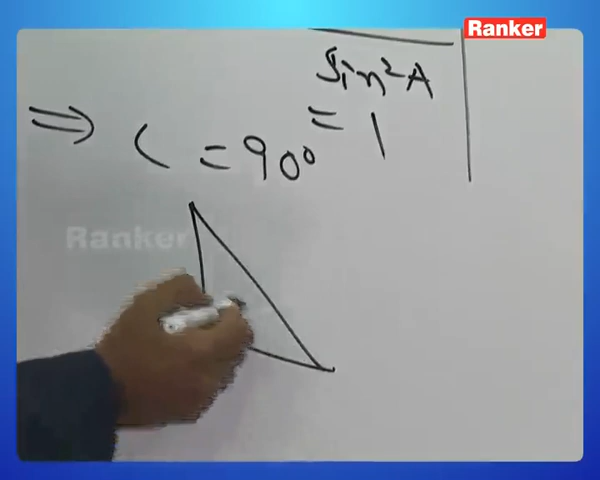 Ranker
sin²A
= 1
⇒ C = 90°
Ranker